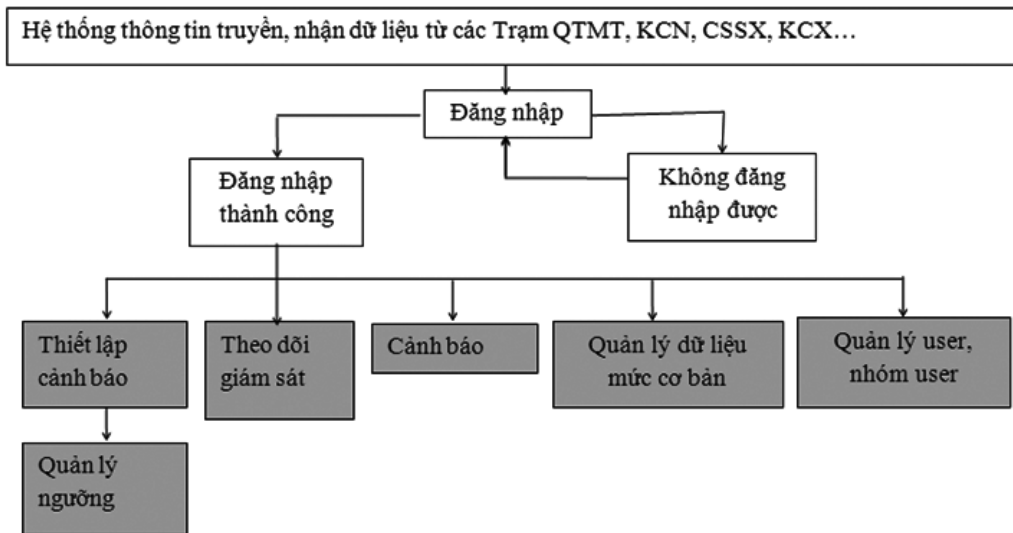 Hệ thống thông tin truyền, nhận dữ liệu từ các Trạm QTMT, KCN, CSSX, KCX…
Đăng nhập
Đăng nhập
thành công
Không đăng
nhập được
Thiết lập
cảnh báo
Theo dõi
giám sát
Cảnh báo
Quản lý dữ liệu
mức cơ bản
Quản lý user,
nhóm user
Quản lý
ngưỡng